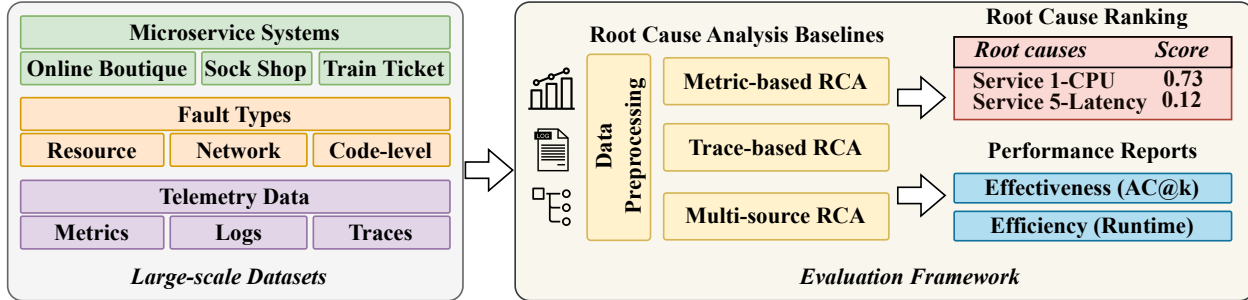 Microservice Systems
Online Boutique Sock Shop Train Ticket
Fault Types
Resource Network Code-level
Telemetry Data
Metrics Logs Traces
Large-scale Datasets
Root Cause Analysis Baselines
LOG
Data Preprocessing
Metric-based RCA
Trace-based RCA
Multi-source RCA
Root Cause Ranking
Root causes Score
Service 1-CPU 0.73
Service 5-Latency 0.12
Performance Reports
Effectiveness (AC@k)
Efficiency (Runtime)
Evaluation Framework